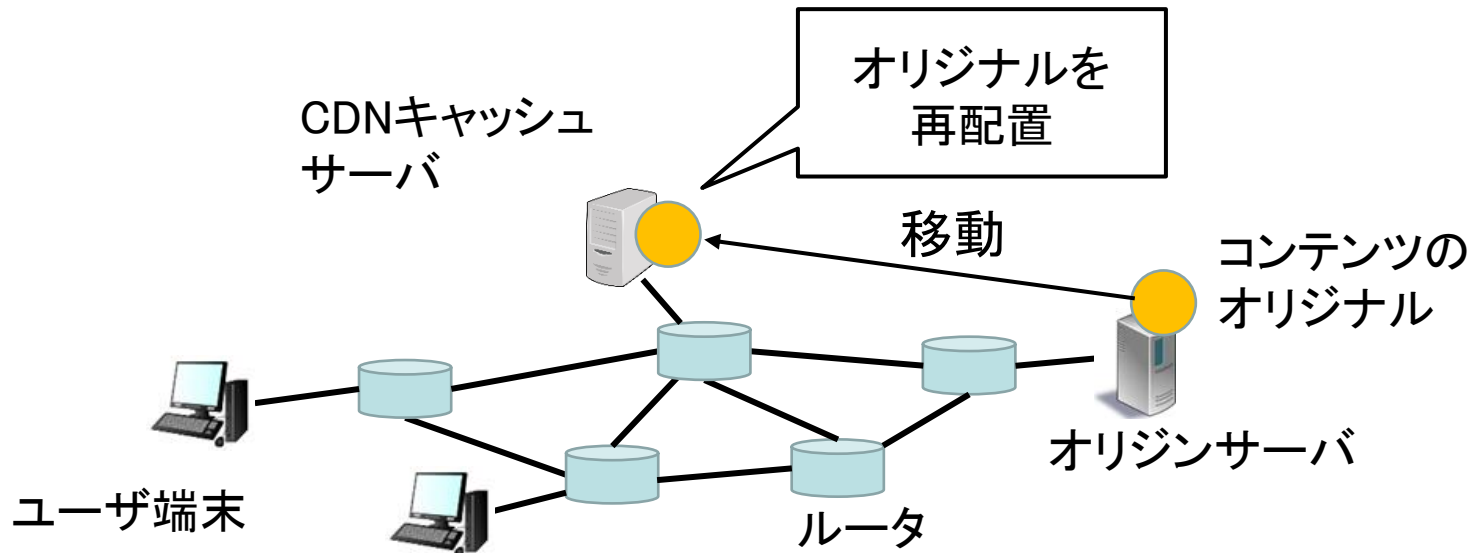 オリジナルを
再配置
CDNキャッシュ
サーバ
移動
コンテンツの
オリジナル
オリジンサーバ
ユーザ端末
ルータ